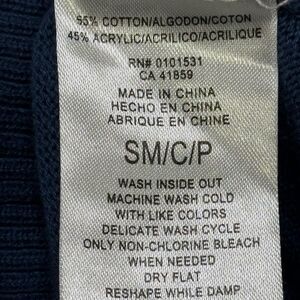 55% COTTON/ALGODON/COTON
45% ACRYLIC/ACRILICO/ACRILIQUE
RN# 0101531
CA 41859
MADE IN CHINA
HECHO EN CHINA
ABRIQUE EN CHINE
SM/C/P
WASH INSIDE OUT
MACHINE WASH COLD
WITH LIKE COLORS
DELICATE WASH CYCLE
ONLY NON-CHLORINE BLEACH
WHEN NEEDED
DRY FLAT
RESHAPE WHILE DAMP